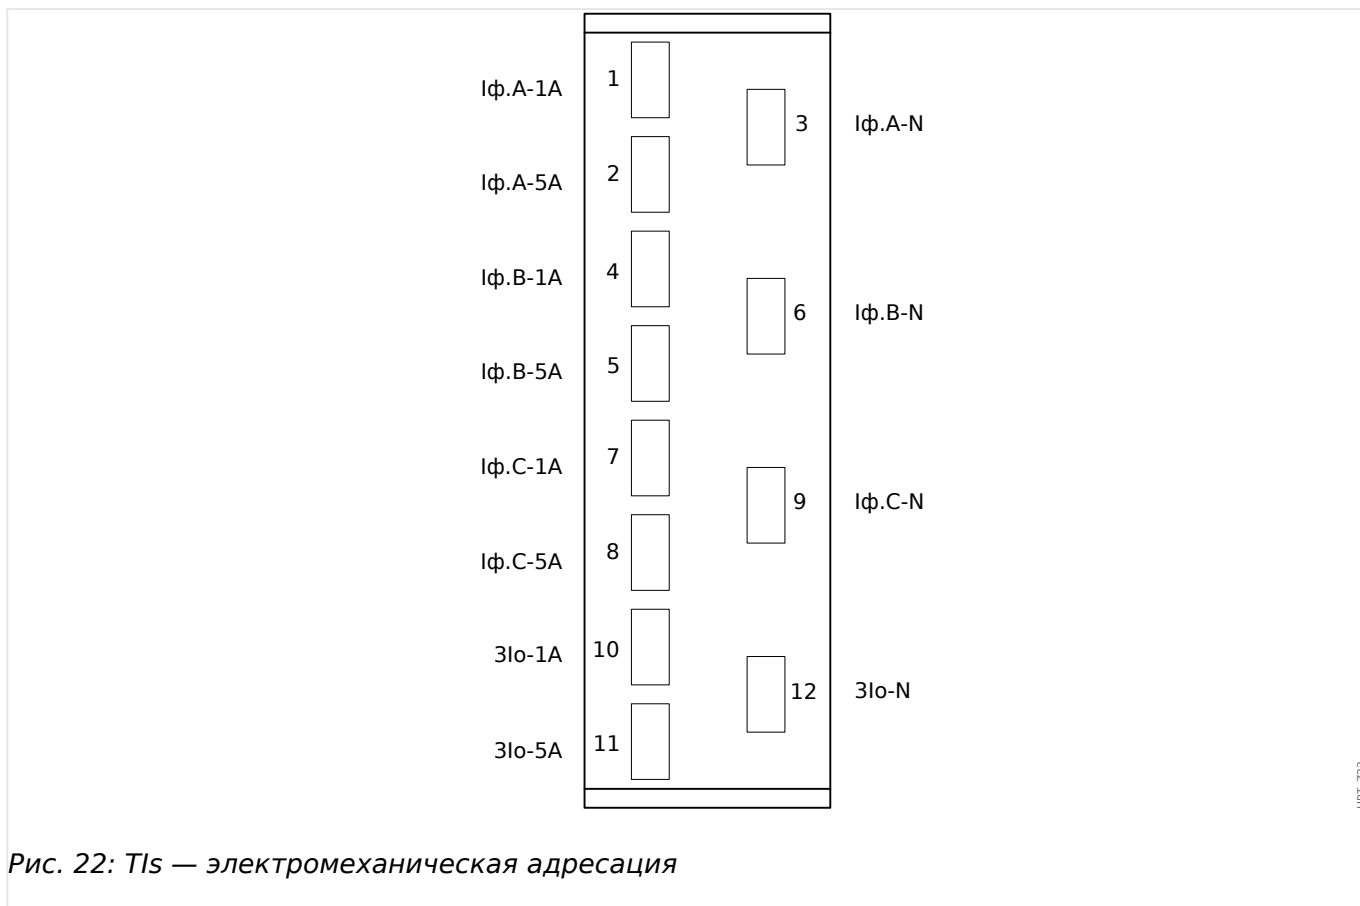 Iф.A-1A
1
3
Iф.A-N
Iф.A-5A
2
Iф.B-1A
4
6
Iф.B-N
Iф.B-5A
5
Iф.C-1A
7
9
Iф.C-N
Iф.C-5A
8
3Io-1A
10
12
3Io-N
3Io-5A
11
Рис. 22: TIs — электромеханическая адресация